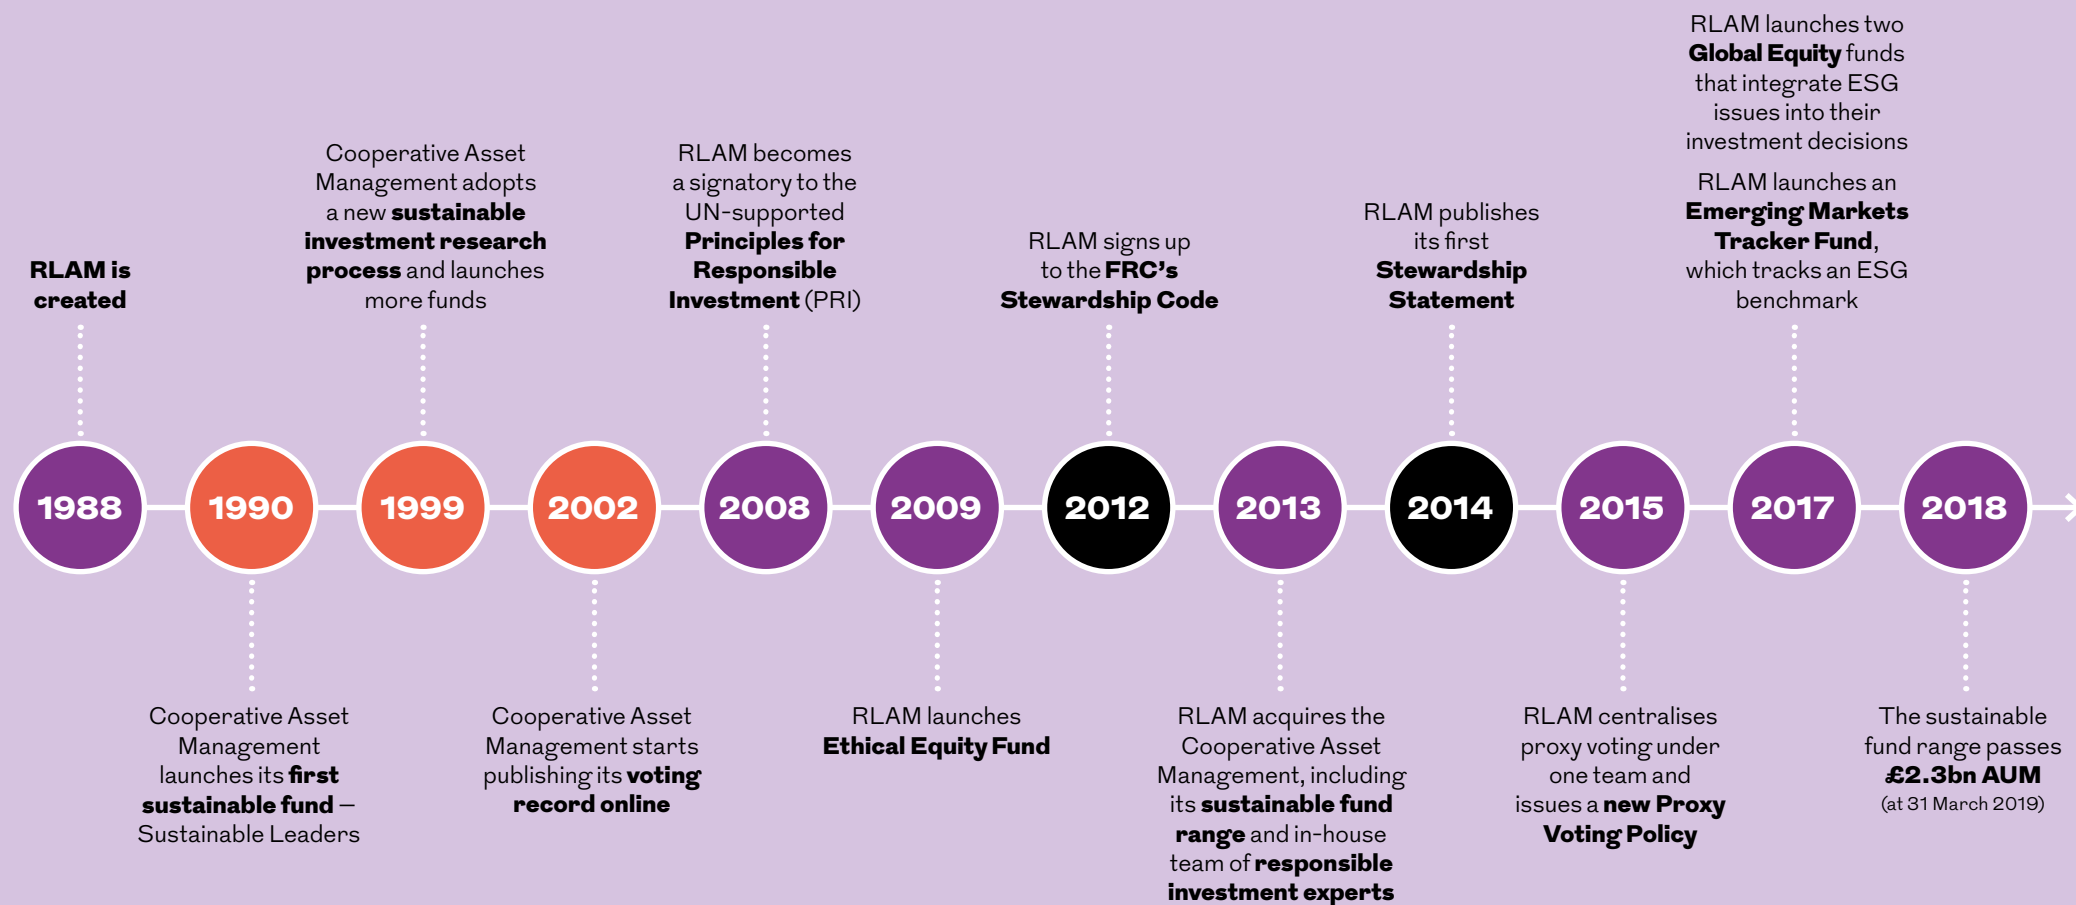 RLAM is
created
Cooperative Asset
Management adopts
a new sustainable
investment research
process and launches
more funds
RLAM becomes
a signatory to the
UN-supported
Principles for
Responsible
Investment (PRI)
RLAM signs up
to the FRC's
Stewardship Code
RLAM publishes
its first
Stewardship
Statement
RLAM launches two
Global Equity funds
that integrate ESG
issues into their
investment decisions
RLAM launches an
Emerging Markets
Tracker Fund,
which tracks an ESG
benchmark
1988
1990
1999
2002
2008
2009
2012
2013
2014
2015
2017
2018
Cooperative Asset
Management
launches its first
sustainable fund –
Sustainable Leaders
Cooperative Asset
Management starts
publishing its voting
record online
RLAM launches
Ethical Equity Fund
RLAM acquires the
Cooperative Asset
Management, including
its sustainable fund
range and in-house
team of responsible
investment experts
RLAM centralises
proxy voting under
one team and
issues a new Proxy
Voting Policy
The sustainable
fund range passes
£2.3bn AUM
(at 31 March 2019)